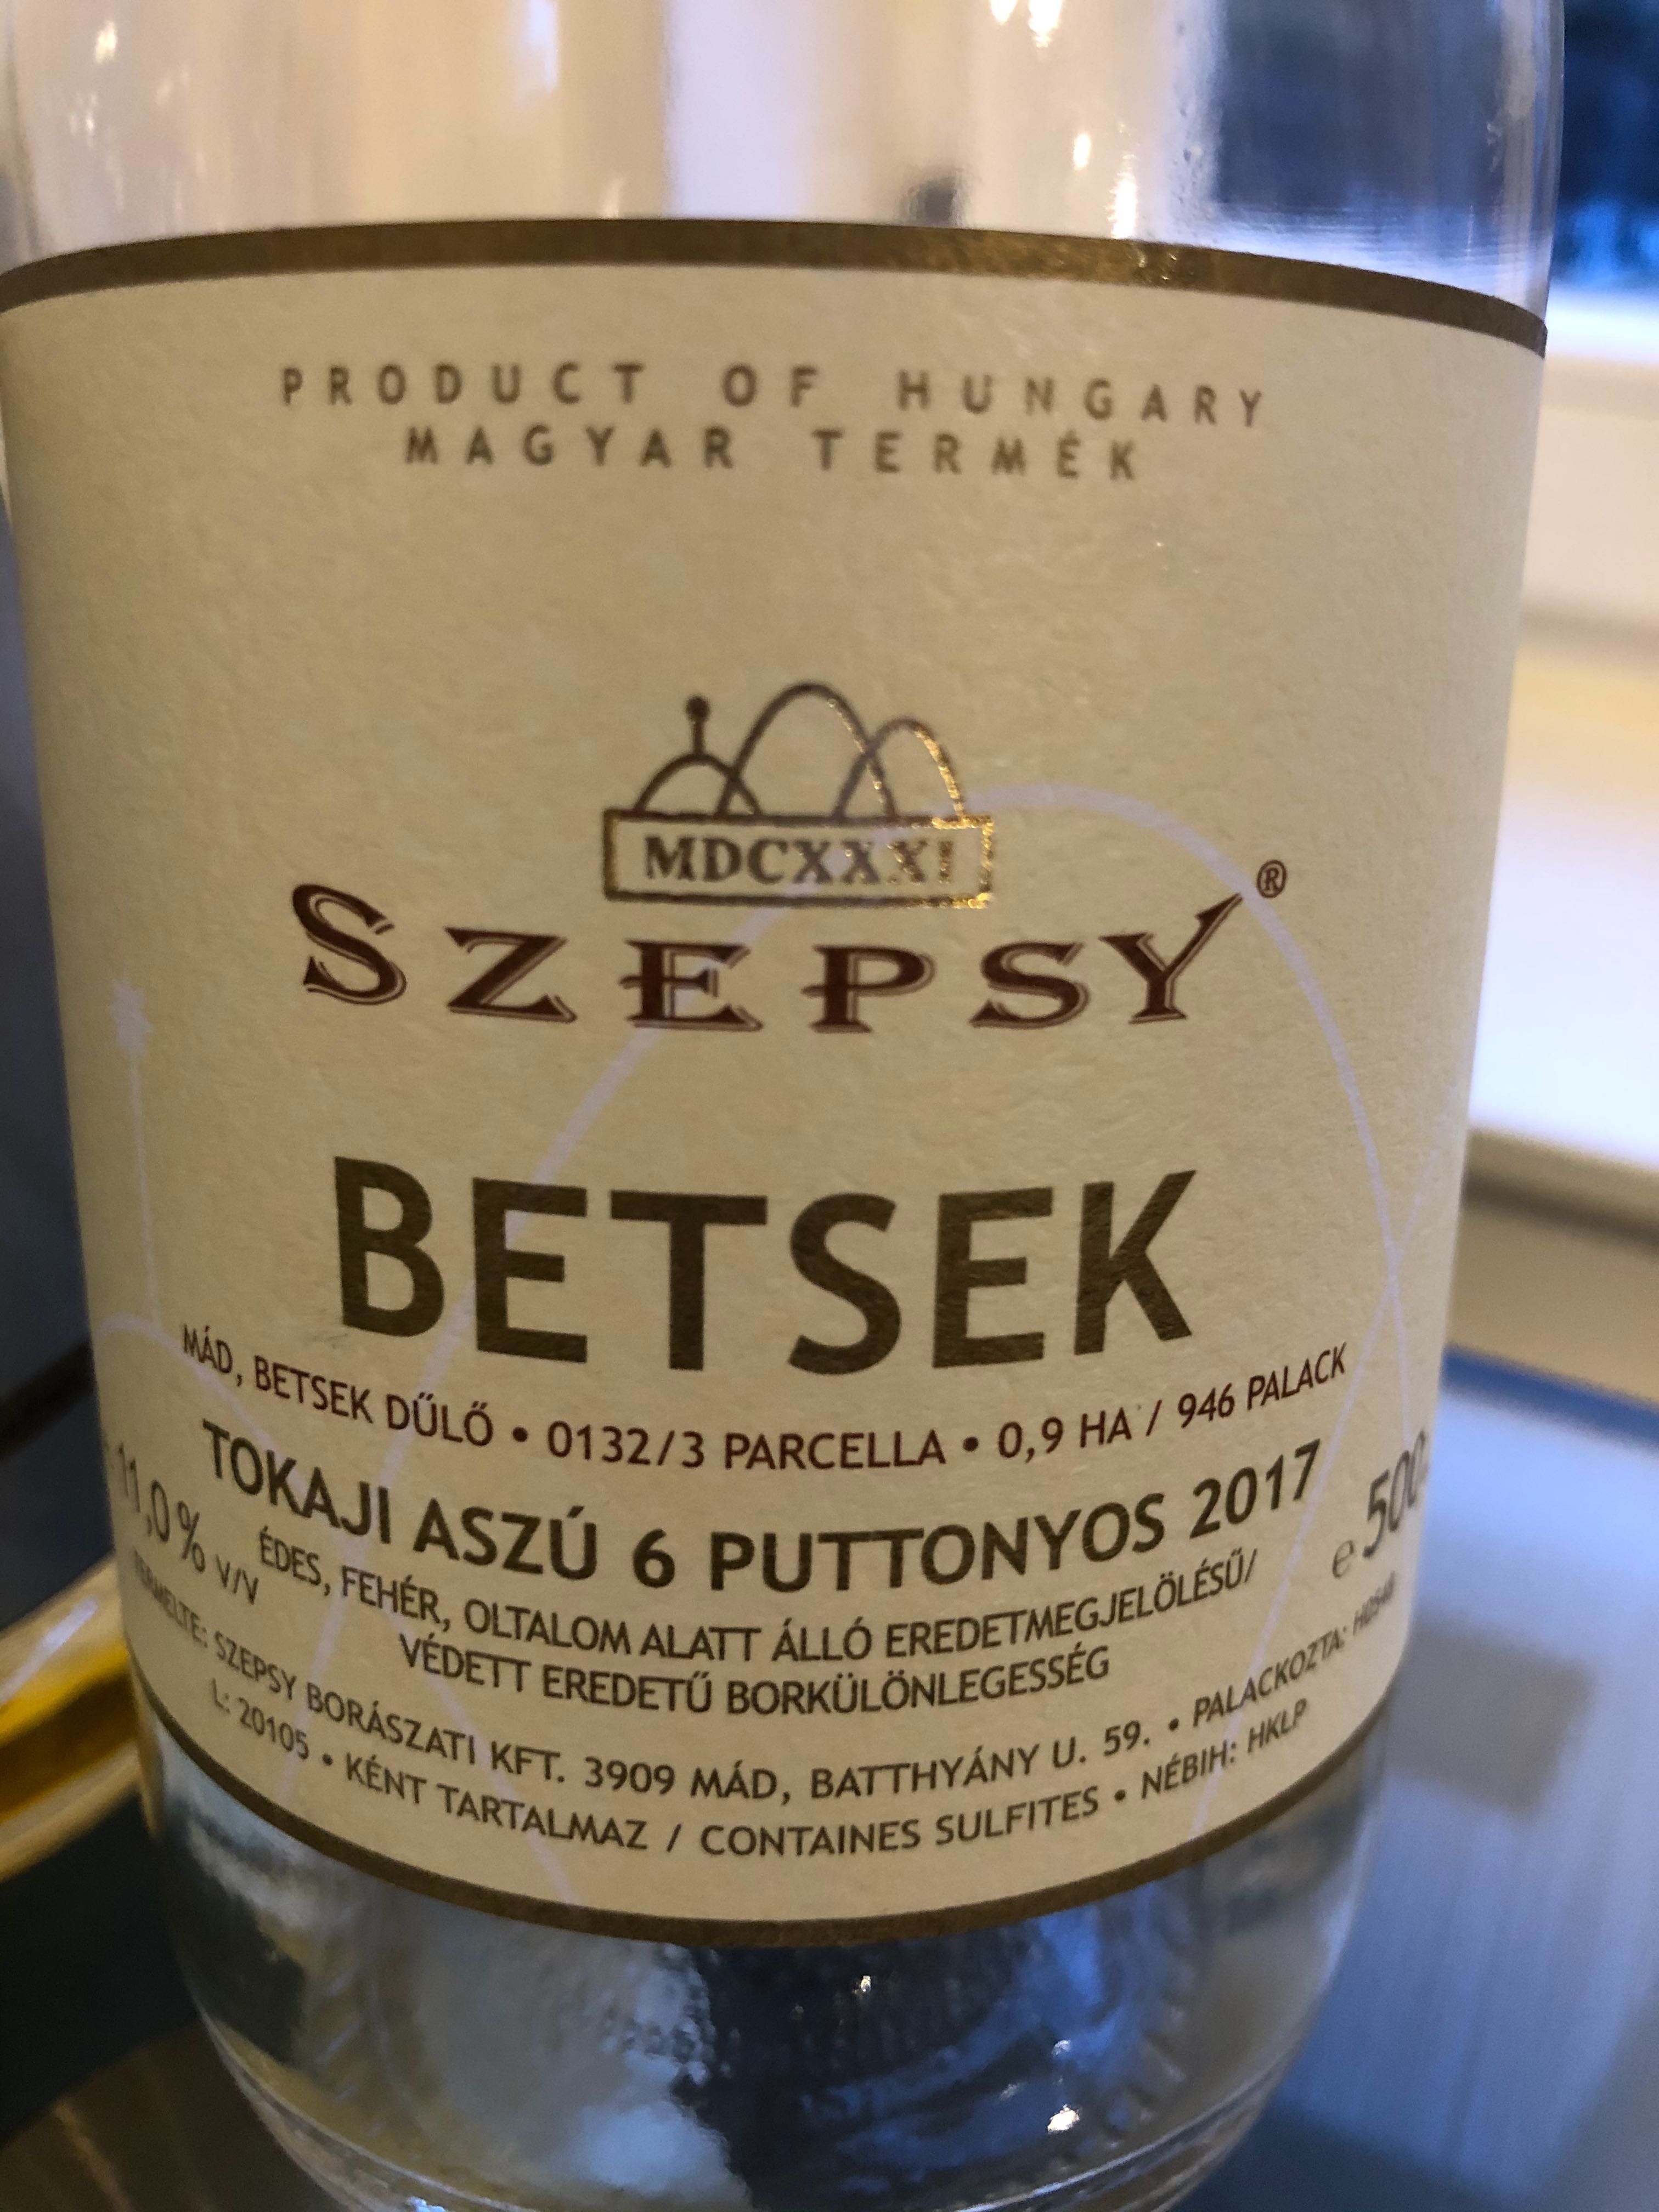 PRODUCT OF HUNGARY
MAGYAR TERMÉK
MDCXXXI
SZEPSY®
BETSEK
MÁD, BETSEK DŰLŐ • 0132/3 PARCELLA • 0,9 HA / 946 PALACK
TOKAJI ASZÚ 6 PUTTONYOS 2017
11,0 % V/V
e 500
ÉDES, FEHÉR, OLTALOM ALATT ÁLLÓ EREDETMEGJELÖLÉSŰ/
VÉDETT EREDETŰ BORKÜLÖNLEGESSÉG
TERMELTE: SZEPSY BORÁSZATI KFT. 3909 MÁD, BATTHYÁNY U. 59. • PALACKOZTA:
L: 20105 • KÉNT TARTALMAZ / CONTAINES SULFITES • NÉBIH: HKLP